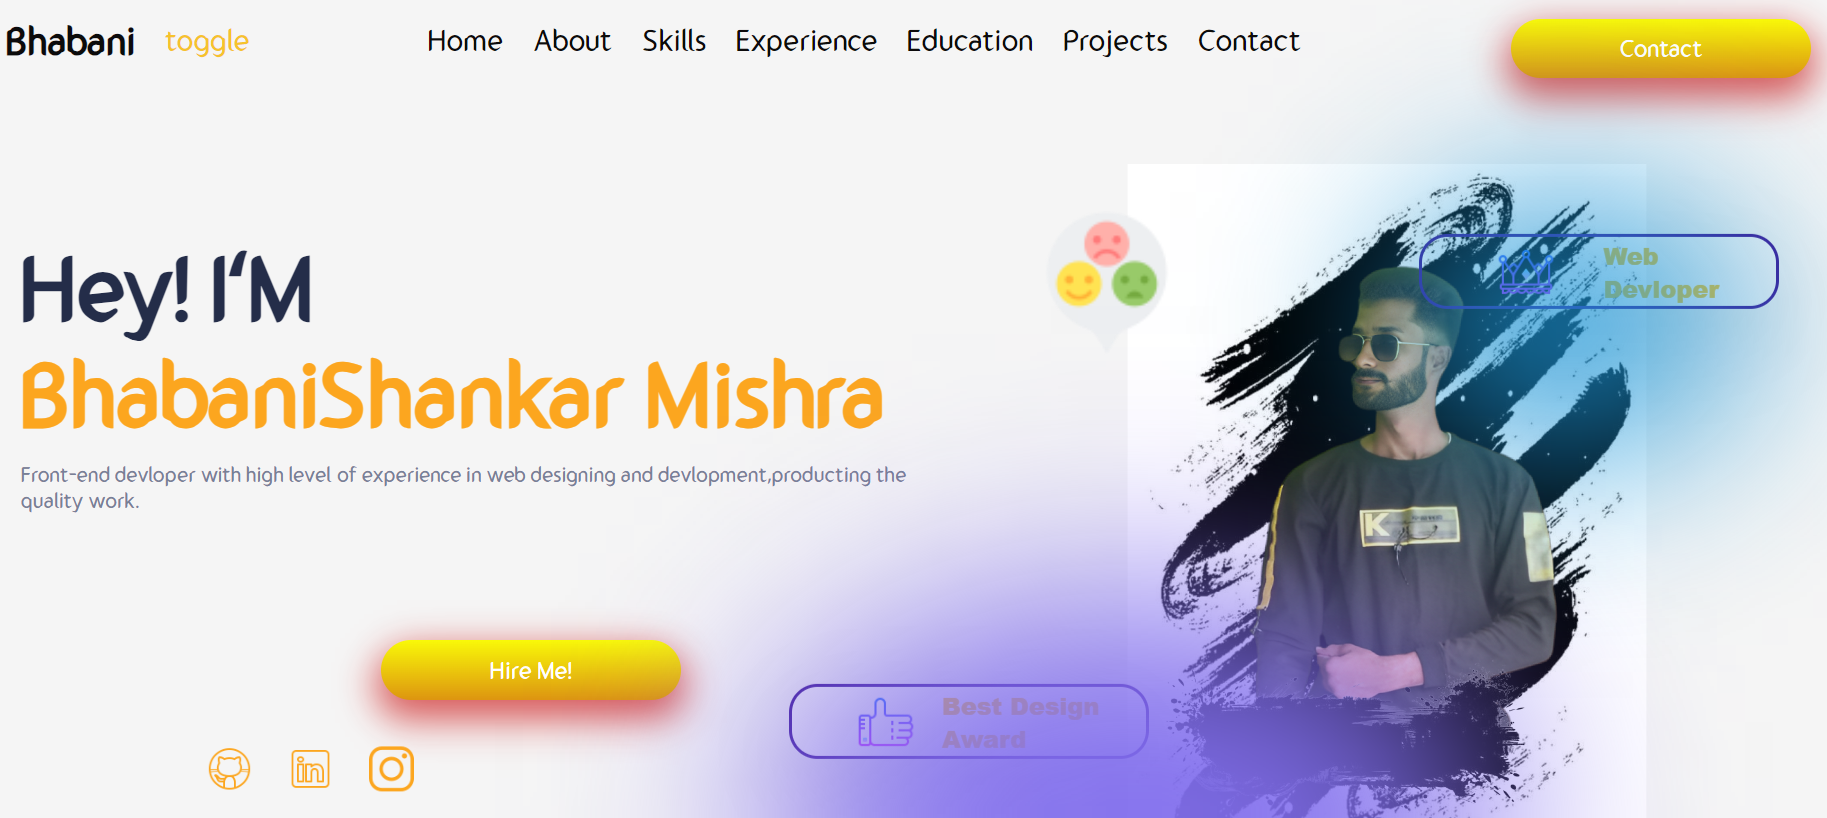 Bhabani toggle Home About Skills Experience Education Projects Contact Contact
Web
Devloper
Hey! I'M
BhabaniShankar Mishra
Front-end devloper with high level of experience in web designing and devlopment,producting the
quality work.
K
Hire Me!
Best Design
Award
in